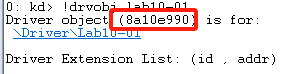 0: kd> !drvobj lab10-01
Driver object (8a10e990) is for:
\Driver\Lab10-01
Driver Extension List: (id , addr)